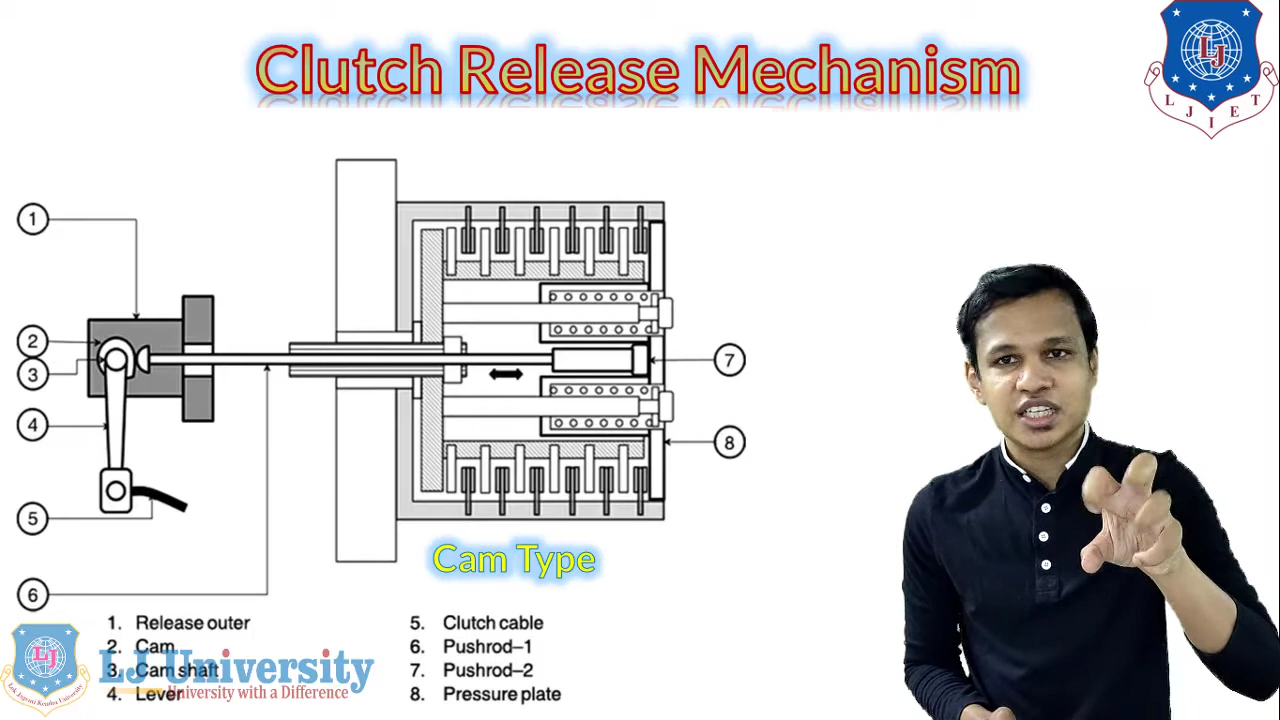 Clutch Release Mechanism
LJ
L J I E T
1
2
3
4
5
6
7
8
Cam Type
1. Release outer
2. Cam
3. Cam shaft
4. Lever
5. Clutch cable
6. Pushrod–1
7. Pushrod–2
8. Pressure plate
LJ
LJ University
University with a Difference